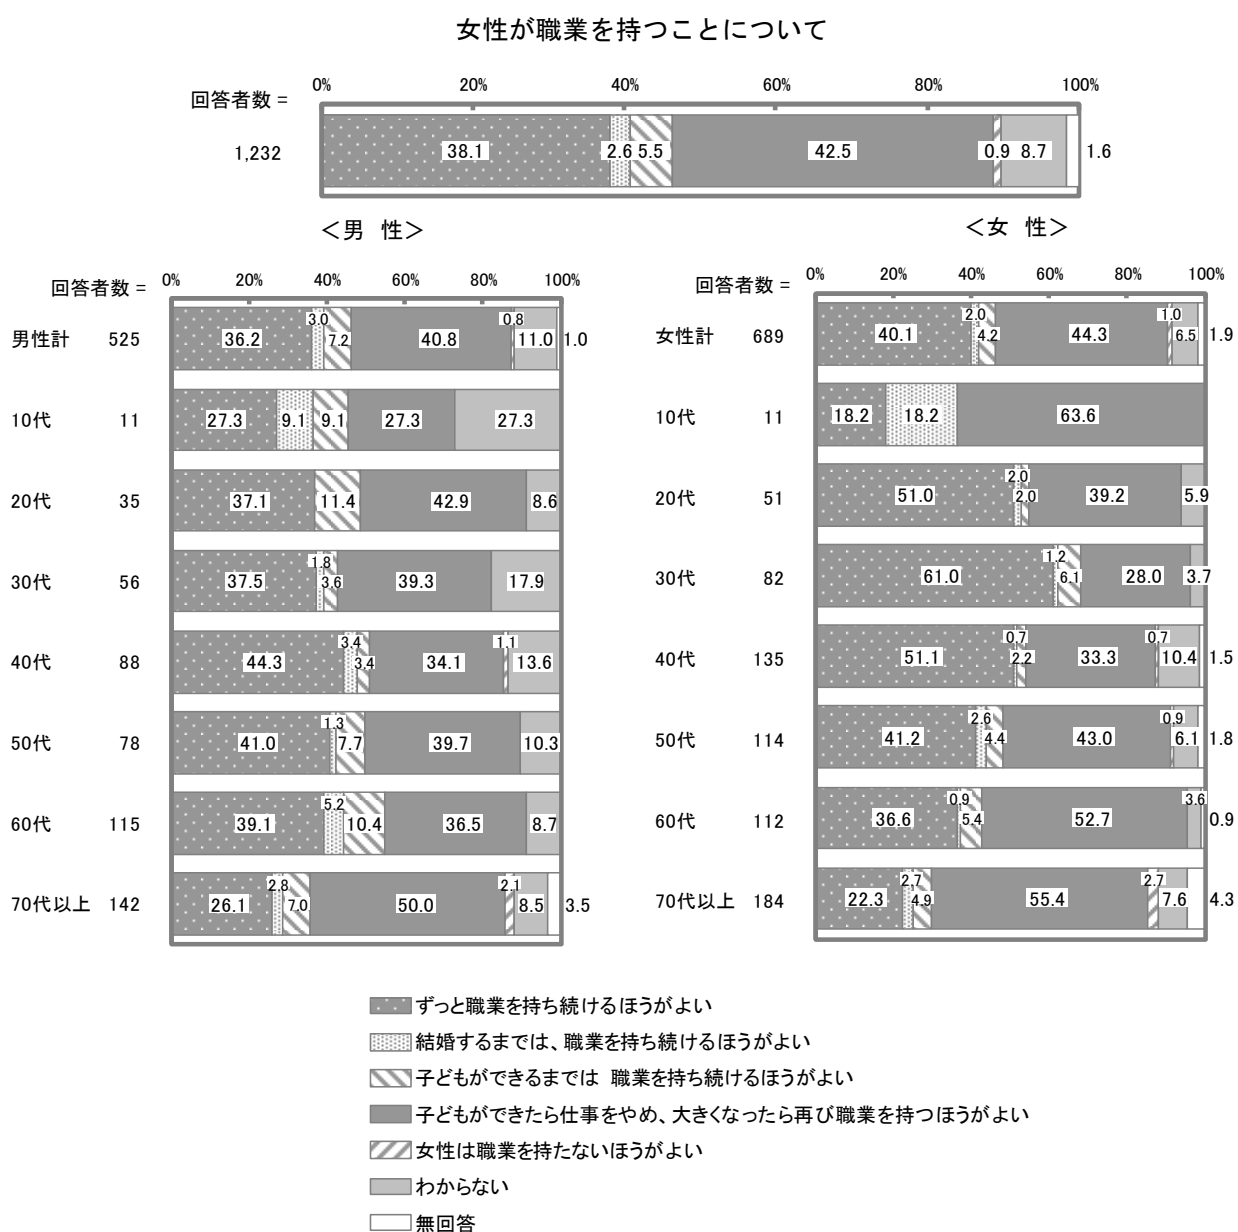 女性が職業を持つことについて
0% 20% 40% 60% 80% 100%
回答者数 =
1,232 38.1 2.6 5.5 42.5 0.9 8.7 1.6
＜男 性＞
回答者数 = 0% 20% 40% 60% 80% 100%
男性計 525 36.2 3.0 7.2 40.8 0.8 11.0 1.0
10代 11 27.3 9.1 9.1 27.3 27.3
20代 35 37.1 11.4 42.9 8.6
30代 56 37.5 1.8 3.6 39.3 17.9
40代 88 44.3 3.4 3.4 34.1 1.1 13.6
50代 78 41.0 1.3 7.7 39.7 10.3
60代 115 39.1 5.2 10.4 36.5 8.7
70代以上 142 26.1 2.8 7.0 50.0 2.1 8.5 3.5
＜女 性＞
回答者数 = 0% 20% 40% 60% 80% 100%
女性計 689 40.1 2.0 4.2 44.3 1.0 6.5 1.9
10代 11 18.2 18.2 63.6
20代 51 51.0 2.0 2.0 39.2 5.9
30代 82 61.0 1.2 6.1 28.0 3.7
40代 135 51.1 0.7 2.2 33.3 0.7 10.4 1.5
50代 114 41.2 2.6 4.4 43.0 0.9 6.1 1.8
60代 112 36.6 0.9 5.4 52.7 3.6 0.9
70代以上 184 22.3 2.7 4.9 55.4 2.7 7.6 4.3
ずっと職業を持ち続けるほうがよい
結婚するまでは、職業を持ち続けるほうがよい
子どもができるまでは 職業を持ち続けるほうがよい
子どもができたら仕事をやめ、大きくなったら再び職業を持つほうがよい
女性は職業を持たないほうがよい
わからない
無回答